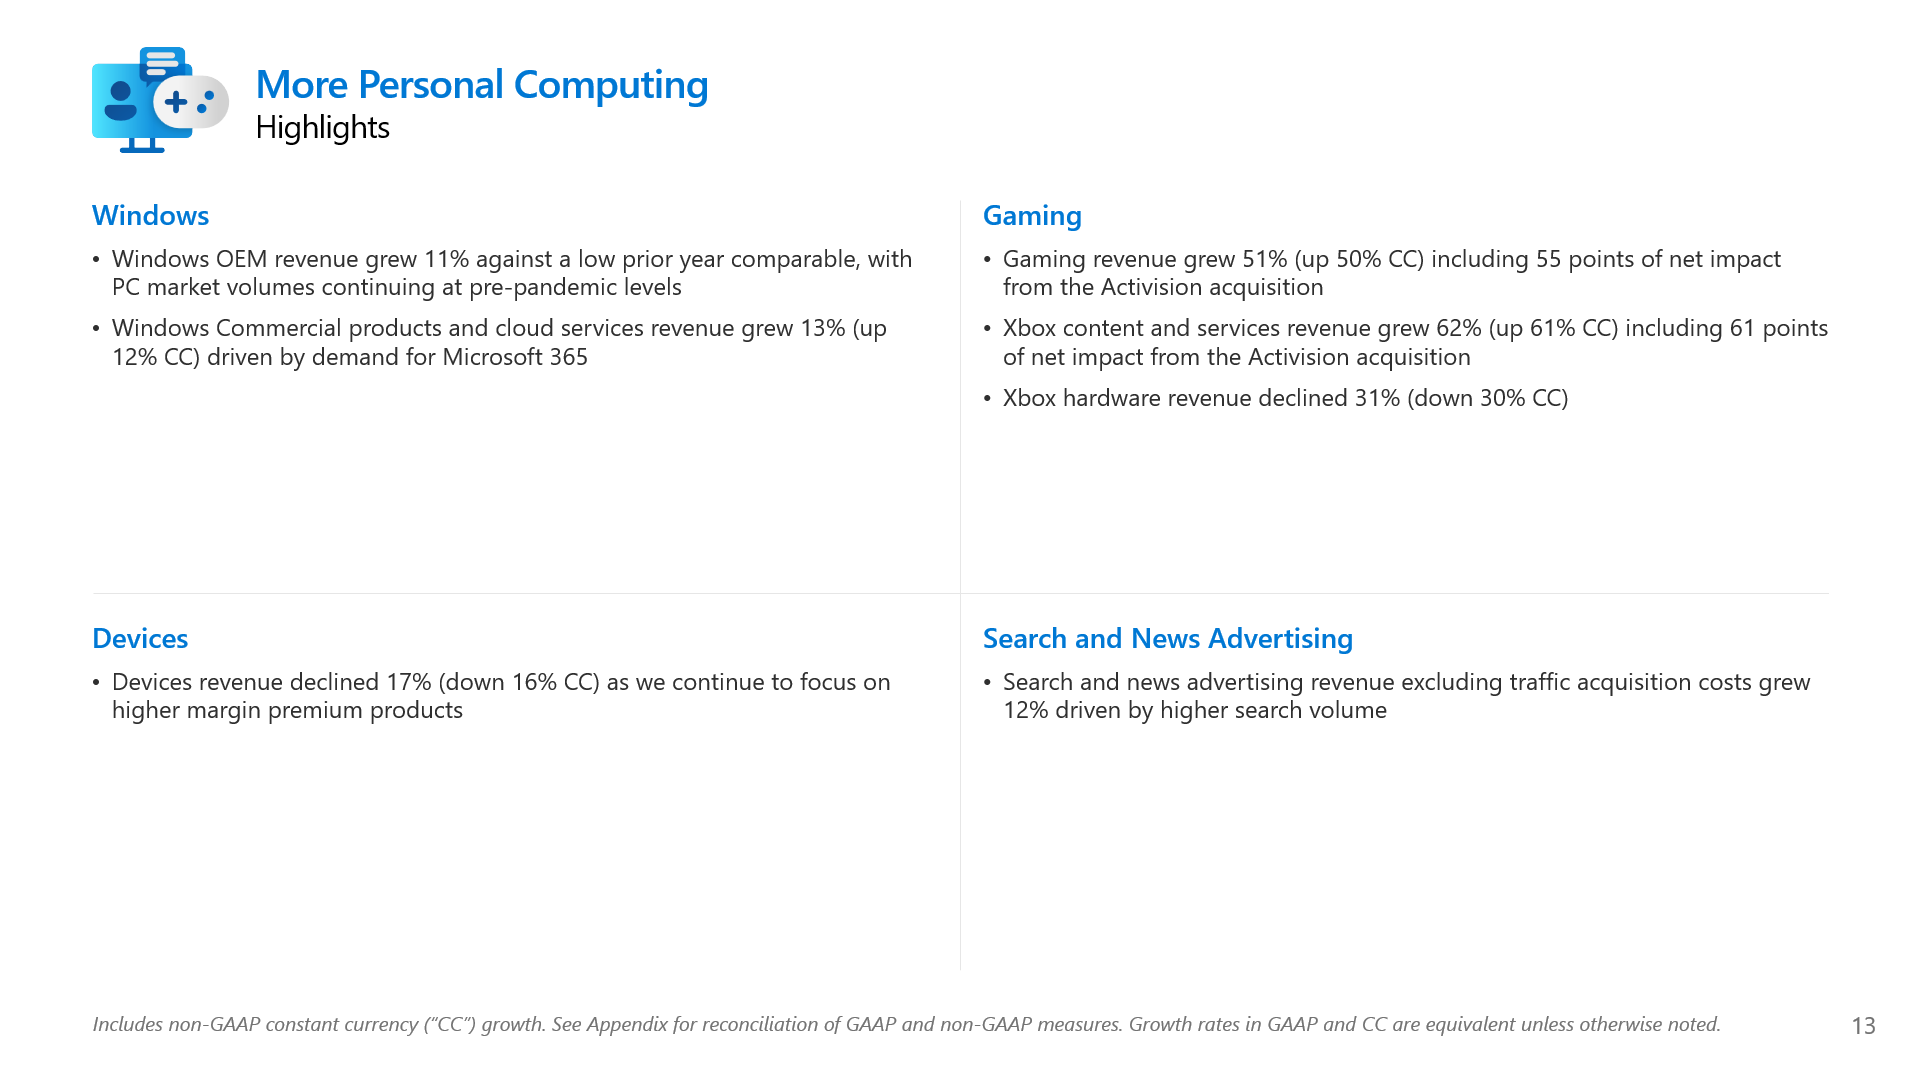 More Personal Computing
Highlights
Windows
• Windows OEM revenue grew 11% against a low prior year comparable, with
PC market volumes continuing at pre-pandemic levels
• Windows Commercial products and cloud services revenue grew 13% (up
12% CC) driven by demand for Microsoft 365
Gaming
• Gaming revenue grew 51% (up 50% CC) including 55 points of net impact
from the Activision acquisition
• Xbox content and services revenue grew 62% (up 61% CC) including 61 points
of net impact from the Activision acquisition
• Xbox hardware revenue declined 31% (down 30% CC)
Devices
• Devices revenue declined 17% (down 16% CC) as we continue to focus on
higher margin premium products
Search and News Advertising
• Search and news advertising revenue excluding traffic acquisition costs grew
12% driven by higher search volume
Includes non-GAAP constant currency (“CC”) growth. See Appendix for reconciliation of GAAP and non-GAAP measures. Growth rates in GAAP and CC are equivalent unless otherwise noted.
13